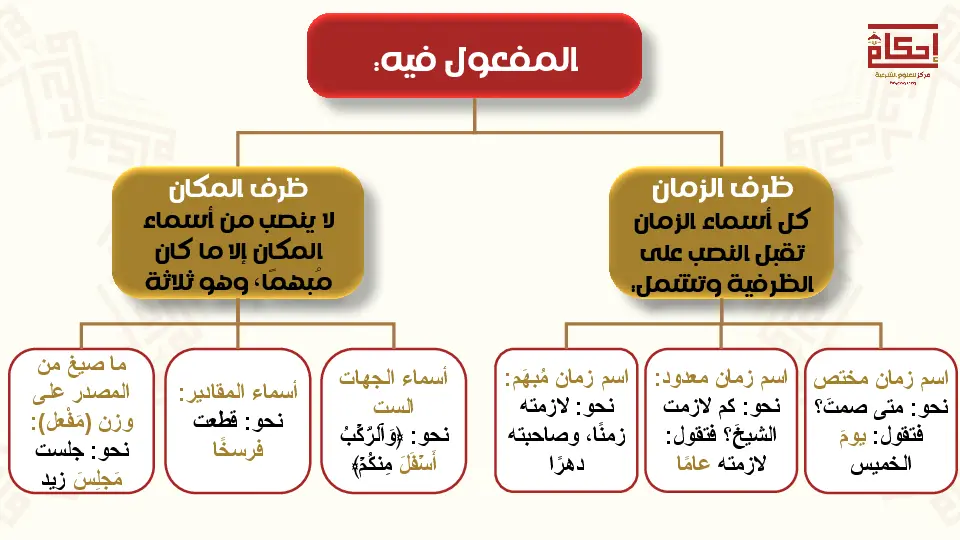 إحكام
مركز للعلوم الشرعية
المفعول فيه:
ظرف الزمان
كل أسماء الزمان
تقبل النصب على
الظرفية وتشمل:
ظرف المكان
لا ينصب من أسماء
المكان إلا ما كان
مُبهمًا، وهو ثلاثة
اسم زمان مختص
نحو: متى صمتَ؟
فتقول: يومَ
الخميس
اسم زمان معدود:
نحو: كم لازمت
الشيخَ؟ فتقول:
لازمته عامًا
اسم زمان مُبهَم:
نحو: لازمته
زمنًا، وصاحبته
دهرًا
أسماء الجهات
الست
نحو: ﴿وَٱلرَّكۡبُ
أَسۡفَلَ مِنكُمۡ﴾
أسماء المقادير:
نحو: قطعت
فرسخًا
ما صيغ من
المصدر على
وزن (مَفْعل):
نحو: جلست
مَجلِسَ زيد